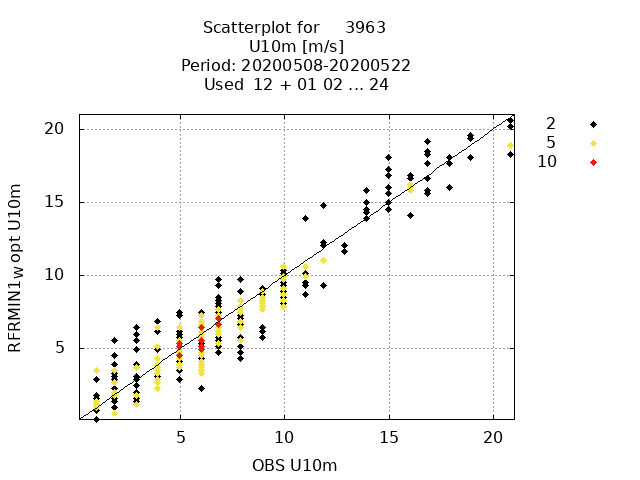 Scatterplot for 3963
U10m [m/s]
Period: 20200508-20200522
Used 12 + 01 02 ... 24
2
5
10
20
15
10
5
RFRMIN1w opt U10m
5 10 15 20
OBS U10m